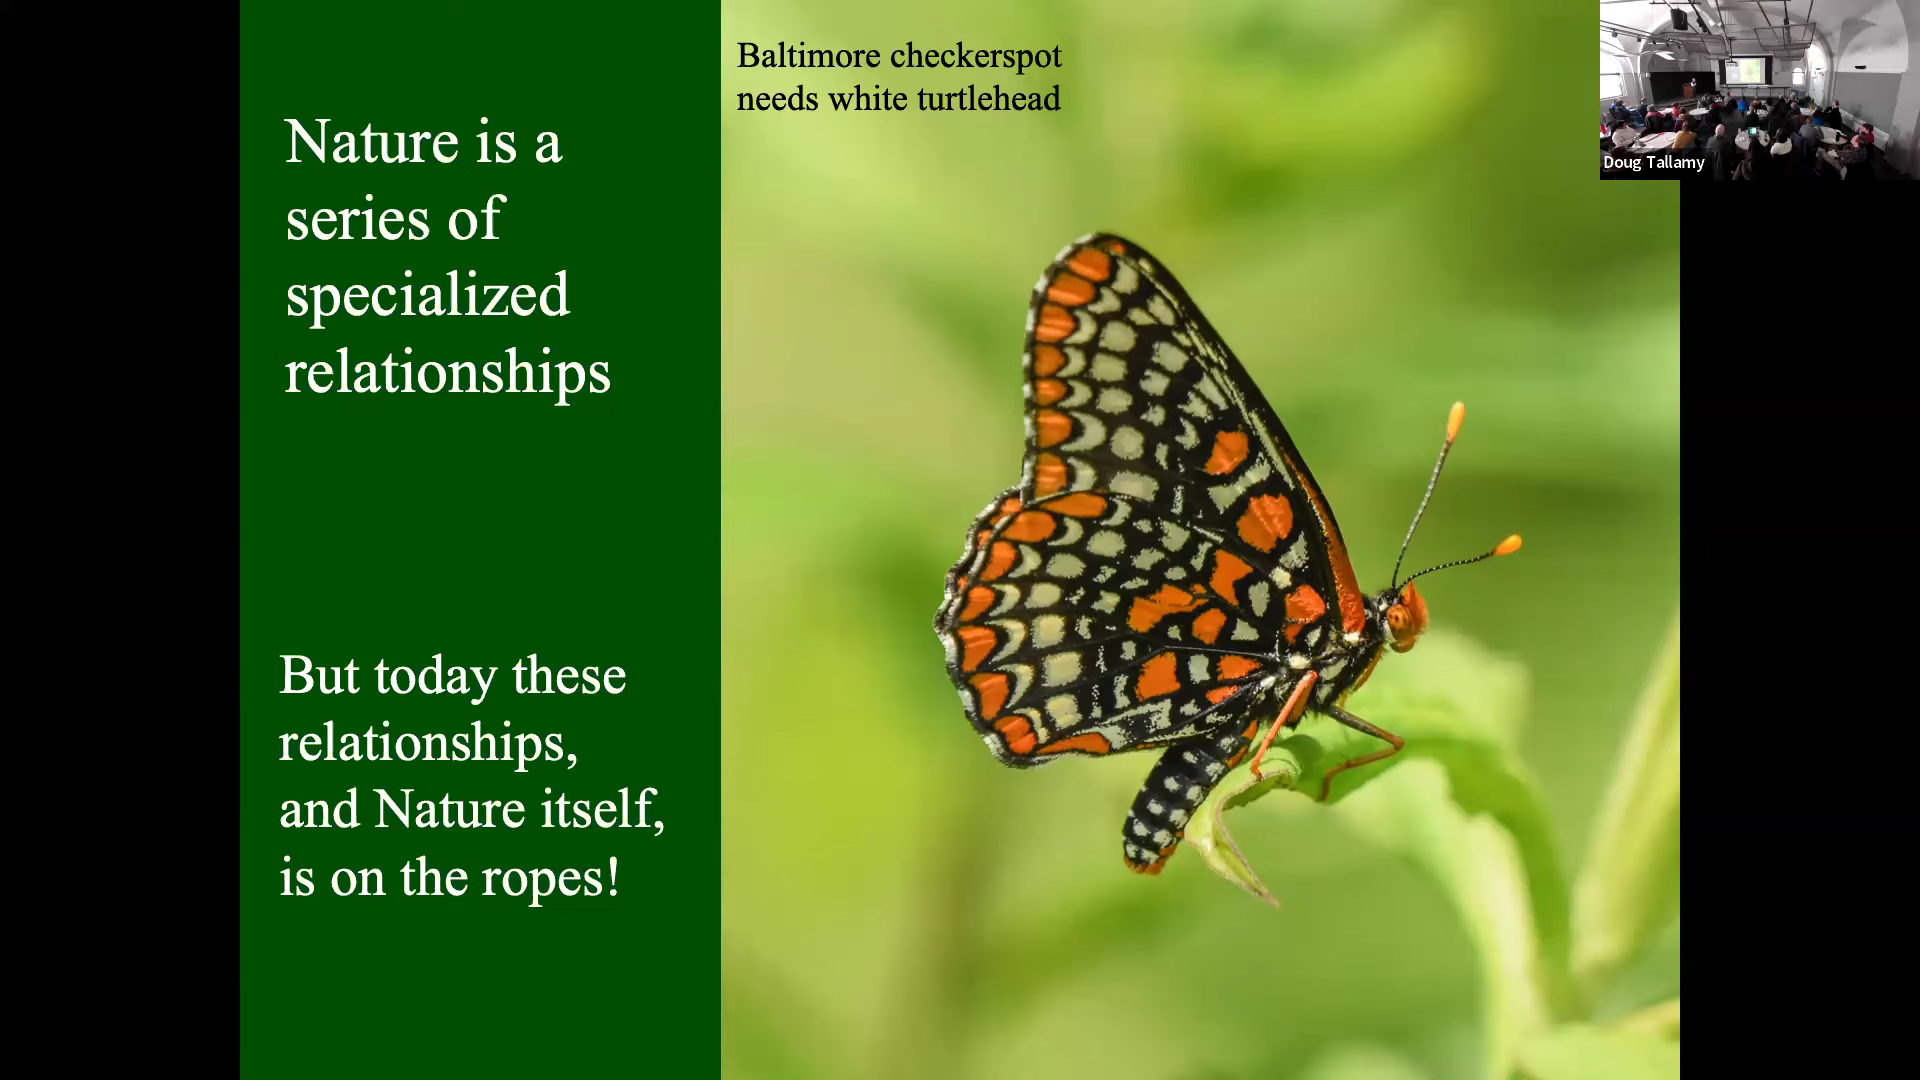 Nature is a
series of
specialized
relationships
But today these
relationships,
and Nature itself,
is on the ropes!
Baltimore checkerspot
needs white turtlehead
Doug Tallamy